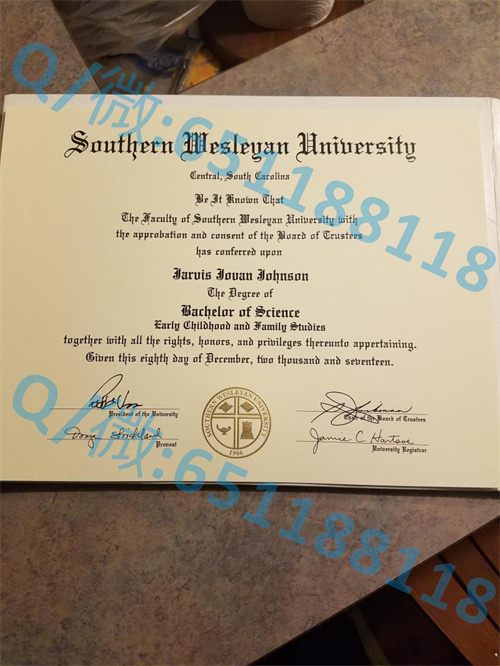 Q/微:651188118
Southern Wesleyan University
Central, South Carolina
Be It Known That
The Faculty of Southern Wesleyan University with
the approbation and consent of the Board of Trustees
has conferred upon
Jarvis Jovan Johnson
The Degree of
Bachelor of Science
Early Childhood and Family Studies
together with all the rights, honors, and privileges thereunto appertaining.
Given this eighth day of December, two thousand and seventeen.
President of the University
of the Board of Trustees
Provost
Jamie C.
University Registrar
SOUTHERN WESLEYAN UNIVERSITY
1906
Q/微:651188118